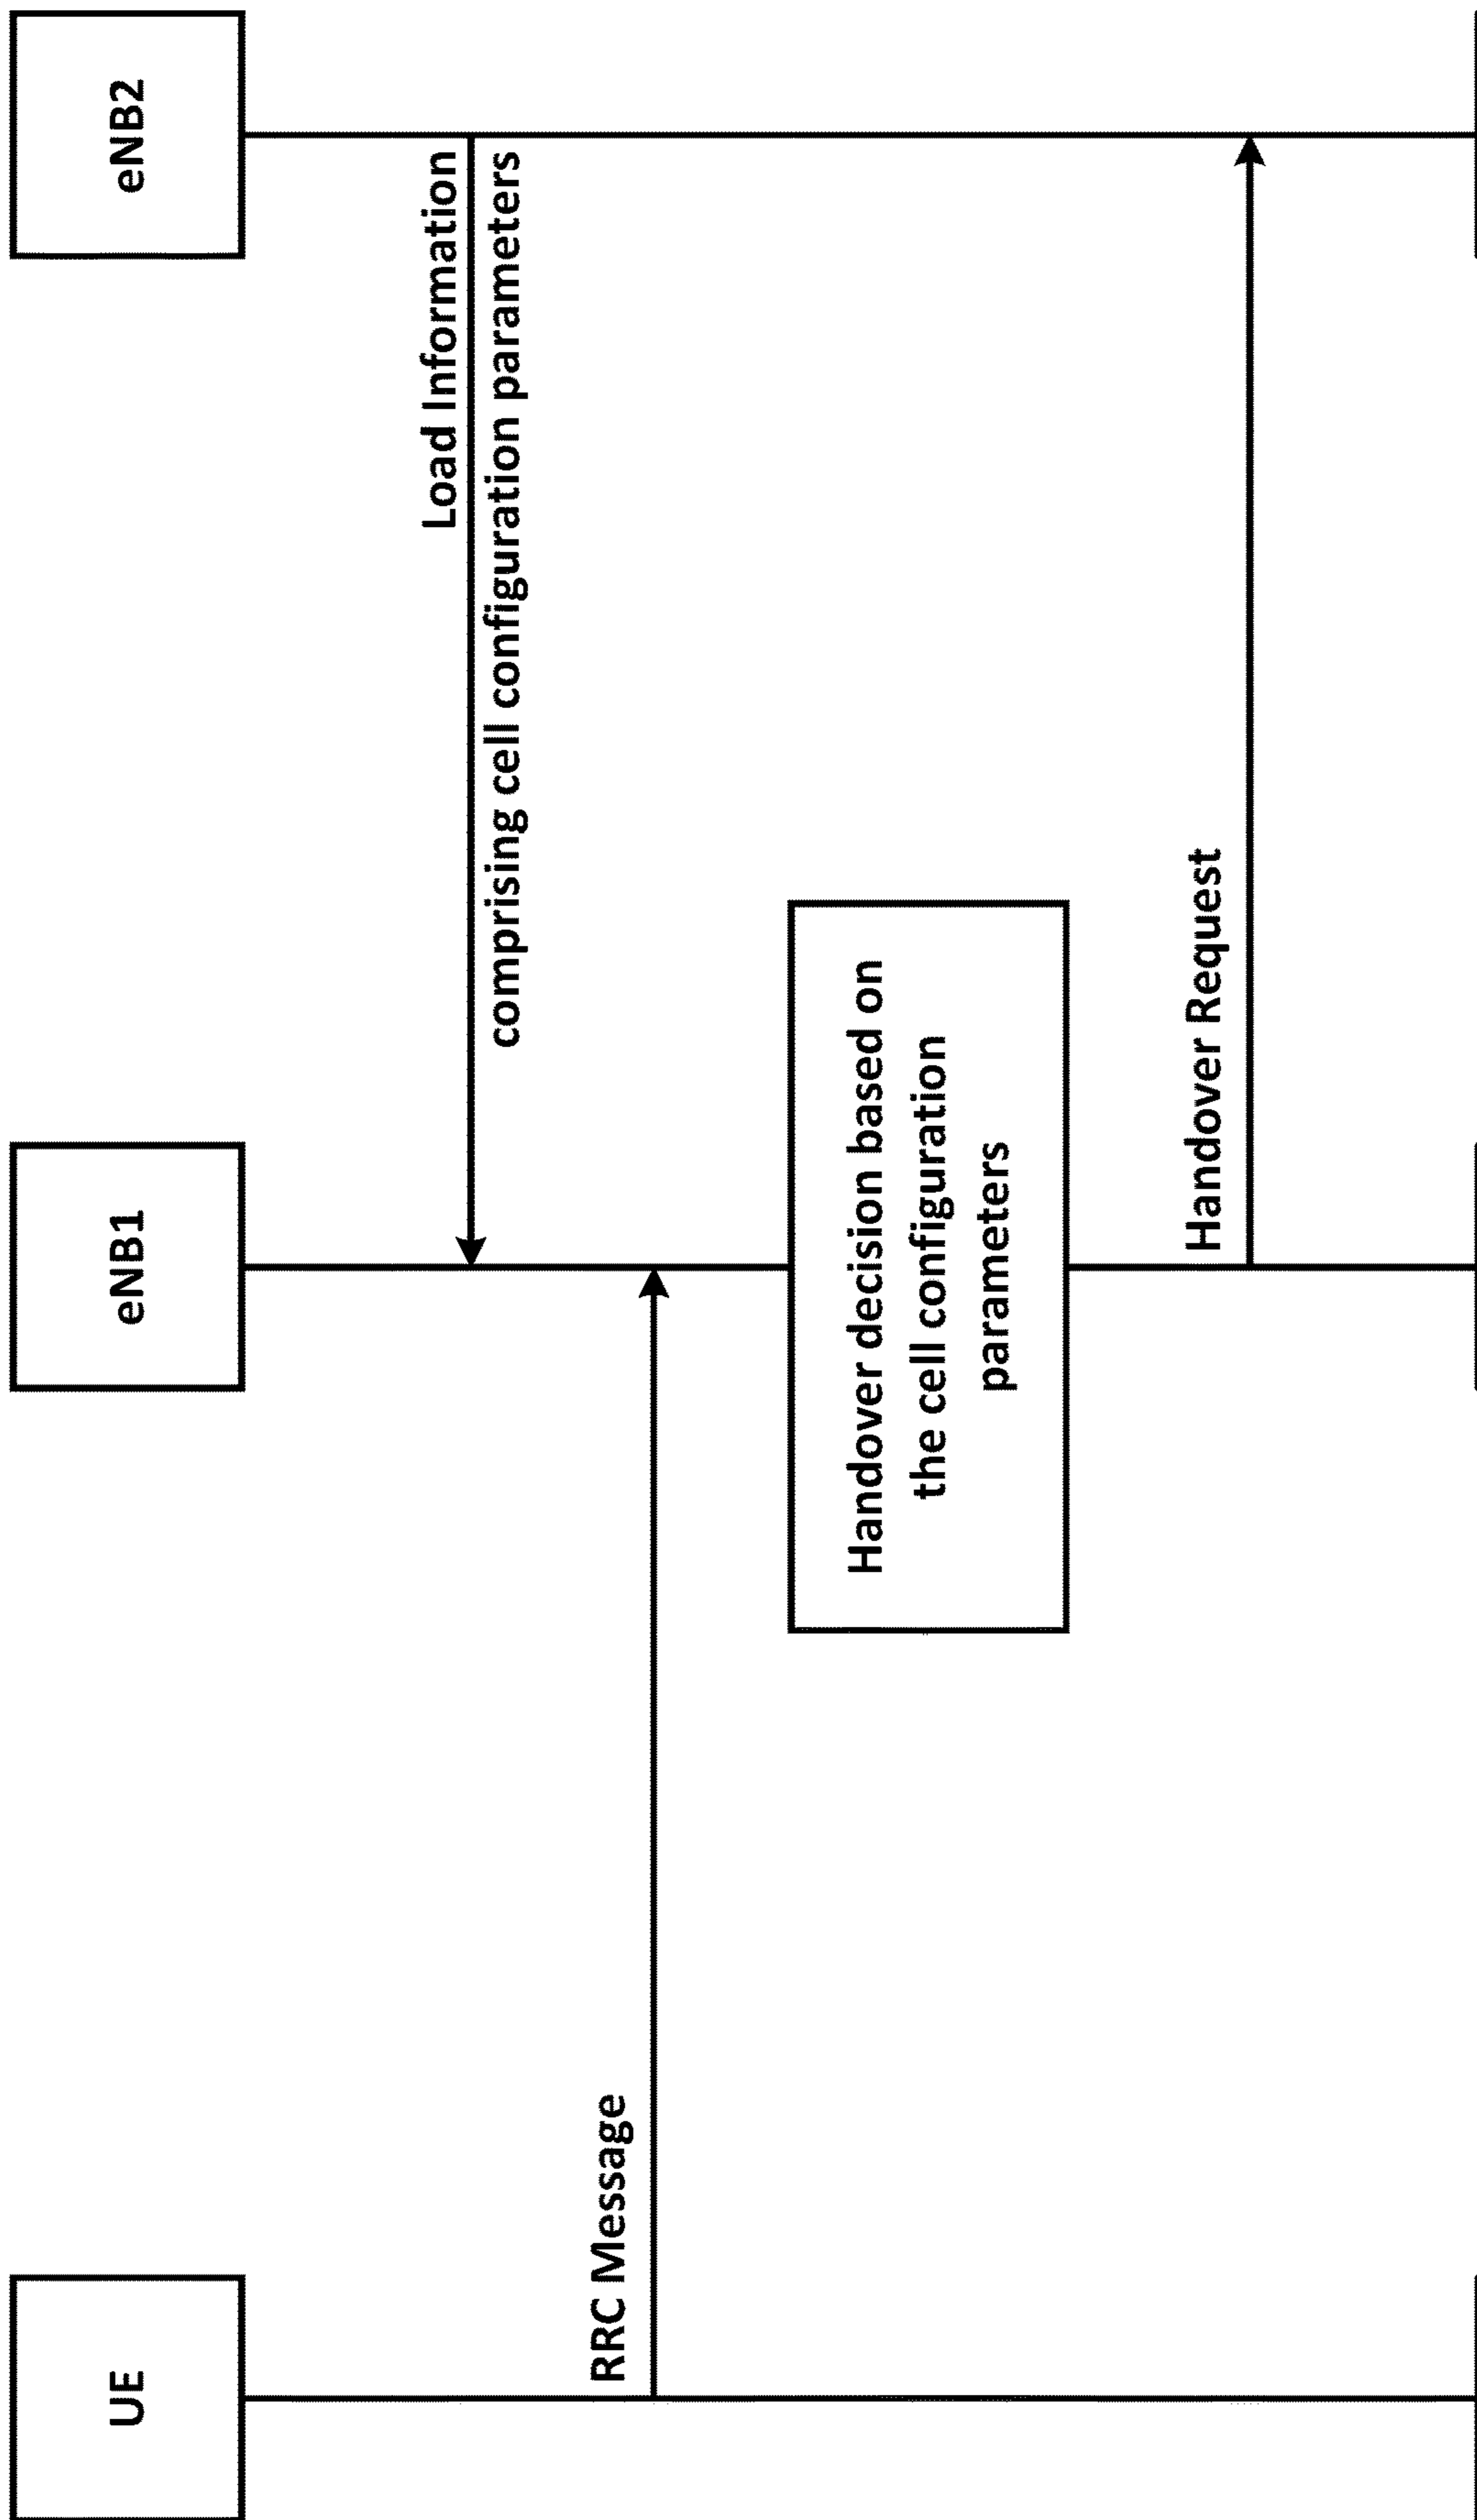 UE
eNB1
eNB2
Load Information
comprising cell configuration parameters
RRC Message
Handover decision based on
the cell configuration
parameters
Handover Request